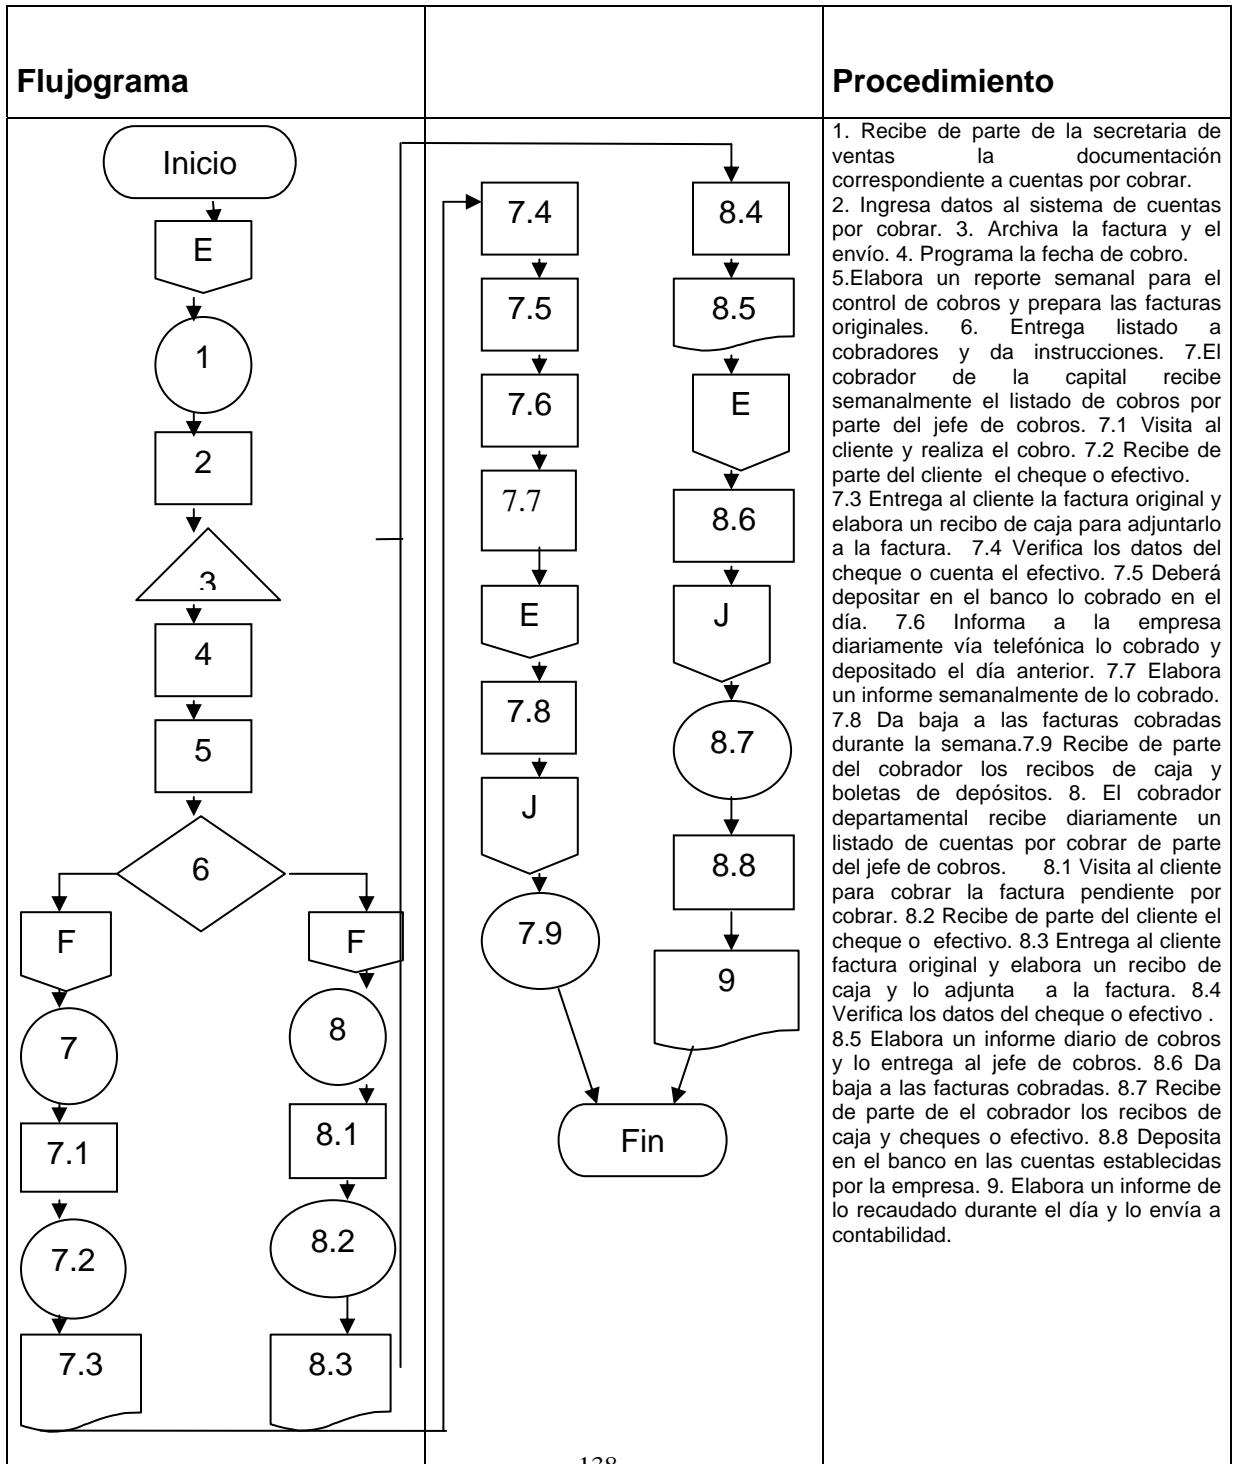 Flujograma
Procedimiento
Inicio
E
1
2
3
4
5
6
F
F
7
8
7.1
8.1
7.2
8.2
7.3
8.3
7.4
8.4
7.5
8.5
7.6
E
7.7
8.6
E
J
7.8
8.7
J
8.8
7.9
9
Fin
1. Recibe de parte de la secretaria de
ventas la documentación
correspondiente a cuentas por cobrar.
2. Ingresa datos al sistema de cuentas
por cobrar. 3. Archiva la factura y el
envío. 4. Programa la fecha de cobro.
5.Elabora un reporte semanal para el
control de cobros y prepara las facturas
originales. 6. Entrega listado a
cobradores y da instrucciones. 7.El
cobrador de la capital recibe
semanalmente el listado de cobros por
parte del jefe de cobros. 7.1 Visita al
cliente y realiza el cobro. 7.2 Recibe de
parte del cliente el cheque o efectivo.
7.3 Entrega al cliente la factura original y
elabora un recibo de caja para adjuntarlo
a la factura. 7.4 Verifica los datos del
cheque o cuenta el efectivo. 7.5 Deberá
depositar en el banco lo cobrado en el
día. 7.6 Informa a la empresa
diariamente vía telefónica lo cobrado y
depositado el día anterior. 7.7 Elabora
un informe semanalmente de lo cobrado.
7.8 Da baja a las facturas cobradas
durante la semana.7.9 Recibe de parte
del cobrador los recibos de caja y
boletas de depósitos. 8. El cobrador
departamental recibe diariamente un
listado de cuentas por cobrar de parte
del jefe de cobros. 8.1 Visita al cliente
para cobrar la factura pendiente por
cobrar. 8.2 Recibe de parte del cliente el
cheque o efectivo. 8.3 Entrega al cliente
factura original y elabora un recibo de
caja y lo adjunta a la factura. 8.4
Verifica los datos del cheque o efectivo .
8.5 Elabora un informe diario de cobros
y lo entrega al jefe de cobros. 8.6 Da
baja a las facturas cobradas. 8.7 Recibe
de parte de el cobrador los recibos de
caja y cheques o efectivo. 8.8 Deposita
en el banco en las cuentas establecidas
por la empresa. 9. Elabora un informe de
lo recaudado durante el día y lo envía a
contabilidad.
138